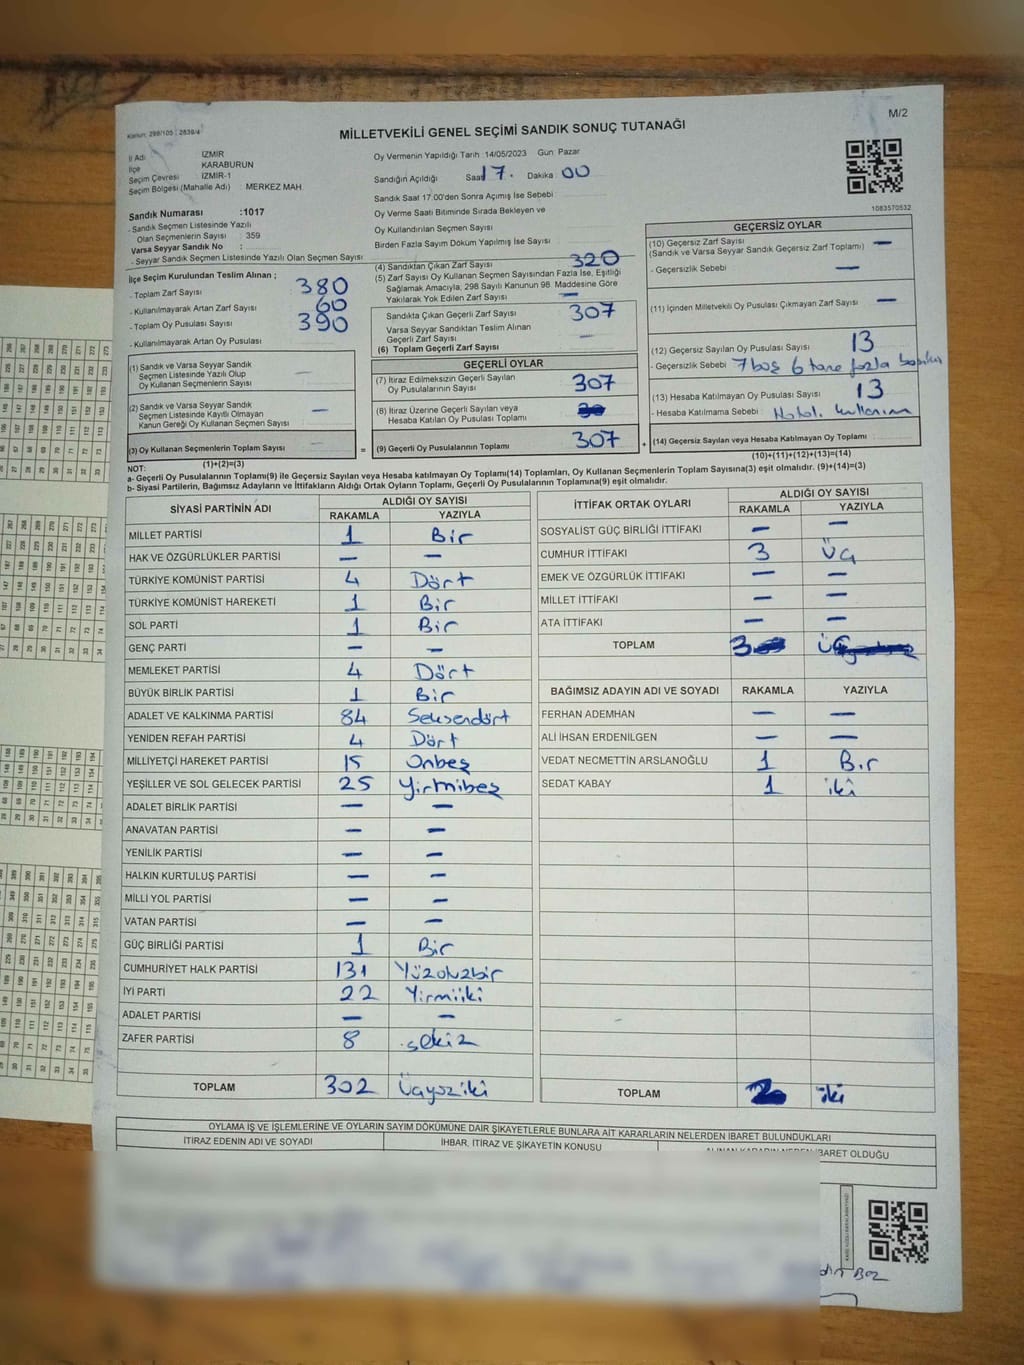 Kanun: 298/105 2839/4
M/2
MİLLETVEKİLİ GENEL SEÇİMİ SANDIK SONUÇ TUTANAĞI
İl Adı : İZMİR
İlçe : KARABURUN
Seçim Çevresi : İZMİR-1
Seçim Bölgesi (Mahalle Adı) : MERKEZ MAH.
Sandık Numarası :1017
- Sandık Seçmen Listesinde Yazılı
Olan Seçmenlerin Sayısı : 359
Varsa Seyyar Sandık No :
- Seyyar Sandık Seçmen Listesinde Yazılı Olan Seçmen Sayısı
Oy Vermenin Yapıldığı Tarih :14/05/2023 Gün: Pazar
Sandığın Açıldığı Saat 17. Dakika : 00
Sandık Saat 17:00'den Sonra Açılmış İse Sebebi :
Oy Verme Saati Bitiminde Sırada Bekleyen ve
Oy Kullandırılan Seçmen Sayısı
Birden Fazla Sayım Döküm Yapılmış İse Sayısı
1083570532
İlçe Seçim Kurulundan Teslim Alınan ;
- Toplam Zarf Sayısı 380
- Kullanılmayarak Artan Zarf Sayısı 60
- Toplam Oy Pusulası Sayısı 390
- Kullanılmayarak Artan Oy Pusulası
(1) Sandık ve Varsa Seyyar Sandık
Seçmen Listesinde Yazılı Olup
Oy Kullanan Seçmenlerin Sayısı —
(2) Sandık ve Varsa Seyyar Sandık
Seçmen Listesinde Kayıtlı Olmayan
Kanun Gereği Oy Kullanan Seçmen Sayısı —
(3) Oy Kullanan Seçmenlerin Toplam Sayısı —
(1)+(2)=(3)
(4) Sandıktan Çıkan Zarf Sayısı 320
(5) Zarf Sayısı Oy Kullanan Seçmen Sayısından Fazla İse, Eşitliği
Sağlamak Amacıyla, 298 Sayılı Kanunun 98. Maddesine Göre
Yakılarak Yok Edilen Zarf Sayısı —
Sandıkta Çıkan Geçerli Zarf Sayısı 307
Varsa Seyyar Sandıktan Teslim Alınan
Geçerli Zarf Sayısı —
(6) Toplam Geçerli Zarf Sayısı
GEÇERLİ OYLAR
(7) İtiraz Edilmeksizin Geçerli Sayılan
Oy Pusulalarının Sayısı 307
(8) İtiraz Üzerine Geçerli Sayılan veya
Hesaba Katılan Oy Pusulası Toplamı
= (9) Geçerli Oy Pusulalarının Toplamı 307 +
GEÇERSİZ OYLAR
(10) Geçersiz Zarf Sayısı —
(Sandık ve Varsa Seyyar Sandık Geçersiz Zarf Toplamı)
- Geçersizlik Sebebi —
(11) İçinden Milletvekili Oy Pusulası Çıkmayan Zarf Sayısı —
(12) Geçersiz Sayılan Oy Pusulası Sayısı 13
- Geçersizlik Sebebi : 7 boş 6 tane fazla
(13) Hesaba Katılmayan Oy Pusulası Sayısı 13
- Hesaba Katılmama Sebebi : kullanım
(14) Geçersiz Sayılan veya Hesaba Katılmayan Oy Toplamı
(10)+(11)+(12)+(13)=(14)
NOT:
a- Geçerli Oy Pusulalarının Toplamı(9) ile Geçersiz Sayılan veya Hesaba katılmayan Oy Toplamı(14) Toplamları, Oy Kullanan Seçmenlerin Toplam Sayısına(3) eşit olmalıdır. (9)+(14)=(3)
b- Siyasi Partilerin, Bağımsız Adayların ve İttifakların Aldığı Ortak Oyların Toplamı, Geçerli Oy Pusulalarının Toplamına(9) eşit olmalıdır.
SİYASİ PARTİNİN ADI ALDIĞI OY SAYISI
RAKAMLA YAZIYLA
MİLLET PARTİSİ 1 Bir
HAK VE ÖZGÜRLÜKLER PARTİSİ — —
TÜRKİYE KOMÜNİST PARTİSİ 4 Dört
TÜRKİYE KOMÜNİST HAREKETİ 1 Bir
SOL PARTİ 1 Bir
GENÇ PARTİ — —
MEMLEKET PARTİSİ 4 Dört
BÜYÜK BİRLİK PARTİSİ 1 Bir
ADALET VE KALKINMA PARTİSİ 84 Seksendört
YENİDEN REFAH PARTİSİ 4 Dört
MİLLİYETÇİ HAREKET PARTİSİ 15 Onbeş
YEŞİLLER VE SOL GELECEK PARTİSİ 25 Yirmibeş
ADALET BİRLİK PARTİSİ — —
ANAVATAN PARTİSİ — —
YENİLİK PARTİSİ — —
HALKIN KURTULUŞ PARTİSİ — —
MİLLİ YOL PARTİSİ — —
VATAN PARTİSİ — —
GÜÇ BİRLİĞİ PARTİSİ 1 Bir
CUMHURİYET HALK PARTİSİ 131 Yüzotuzbir
İYİ PARTİ 22 Yirmiiki
ADALET PARTİSİ — —
ZAFER PARTİSİ 8 sekiz
TOPLAM 302 Üçyüziki
İTTİFAK ORTAK OYLARI ALDIĞI OY SAYISI
RAKAMLA YAZIYLA
SOSYALİST GÜÇ BİRLİĞİ İTTİFAKI — —
CUMHUR İTTİFAKI 3 Üç
EMEK VE ÖZGÜRLÜK İTTİFAKI — —
MİLLET İTTİFAKI — —
ATA İTTİFAKI — —
TOPLAM 3 Üç
BAĞIMSIZ ADAYIN ADI VE SOYADI RAKAMLA YAZIYLA
FERHAN ADEMHAN — —
ALİ İHSAN ERDENİLGEN — —
VEDAT NECMETTİN ARSLANOĞLU 1 Bir
SEDAT KABAY 1 iki
TOPLAM 2 iki
OYLAMA İŞ VE İŞLEMLERİNE VE OYLARIN SAYIM DÖKÜMÜNE DAİR ŞİKAYETLERLE BUNLARA AİT KARARLARIN NELERDEN İBARET BULUNDUKLARI
İTİRAZ EDENİN ADI VE SOYADI İHBAR, İTİRAZ VE ŞİKAYETİN KONUSU ALINAN KARARIN NEDEN İBARET OLDUĞU